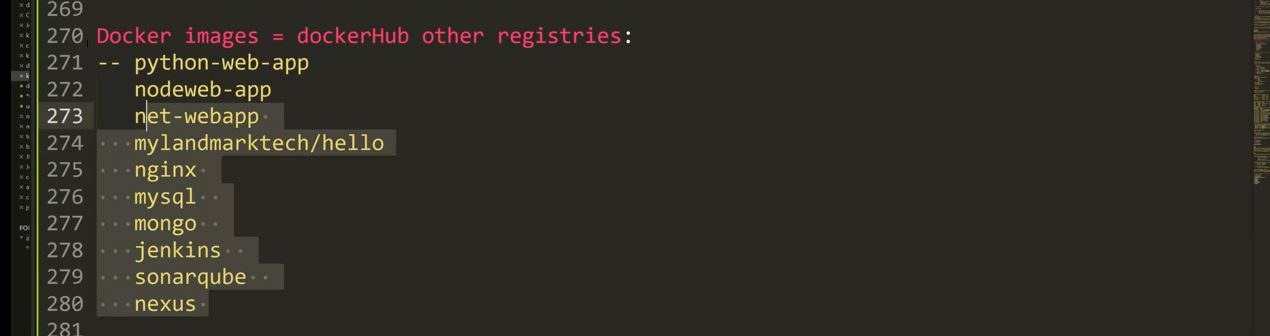 269
270 Docker images = dockerHub other registries:
271 -- python-web-app
272 nodeweb-app
273 net-webapp
274 mylandmarktech/hello
275 nginx
276 mysql
277 mongo
278 jenkins
279 sonarqube
280 nexus
281